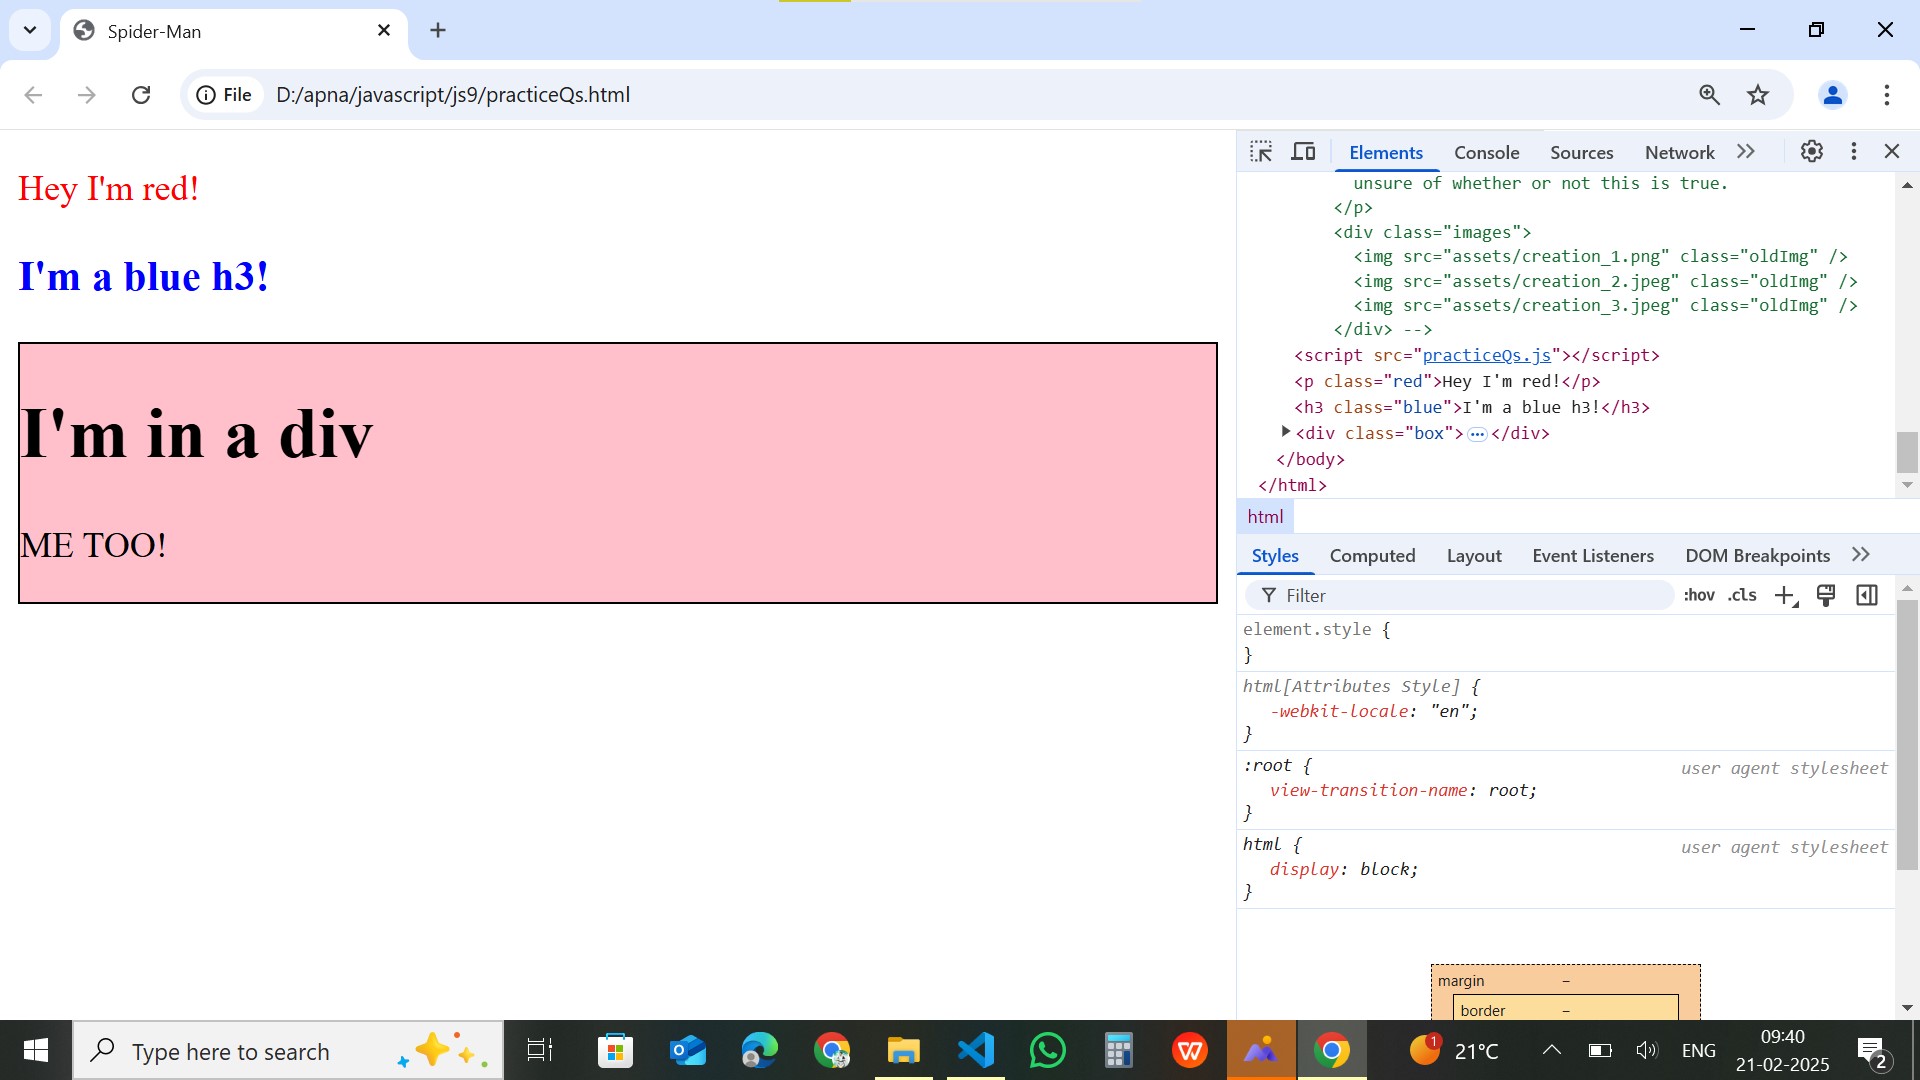 Spider-Man
File
D:/apna/javascript/js9/practiceQs.html
Hey I'm red!
I'm a blue h3!
I'm in a div
ME TOO!
Elements Console Sources Network
unsure of whether or not this is true.
</p>
<div class="images">
<img src="assets/creation_1.png" class="oldImg" />
<img src="assets/creation_2.jpeg" class="oldImg" />
<img src="assets/creation_3.jpeg" class="oldImg" />
</div> -->
<script src="practiceQs.js"></script>
<p class="red">Hey I'm red!</p>
<h3 class="blue">I'm a blue h3!</h3>
<div class="box"> ... </div>
</body>
</html>
html
Styles Computed Layout Event Listeners DOM Breakpoints
Filter :hov .cls
element.style {
}
html[Attributes Style] {
-webkit-locale: "en";
}
:root { user agent stylesheet
view-transition-name: root;
}
html { user agent stylesheet
display: block;
}
margin –
border –
Type here to search
1 21°C
ENG
09:40
21-02-2025
2